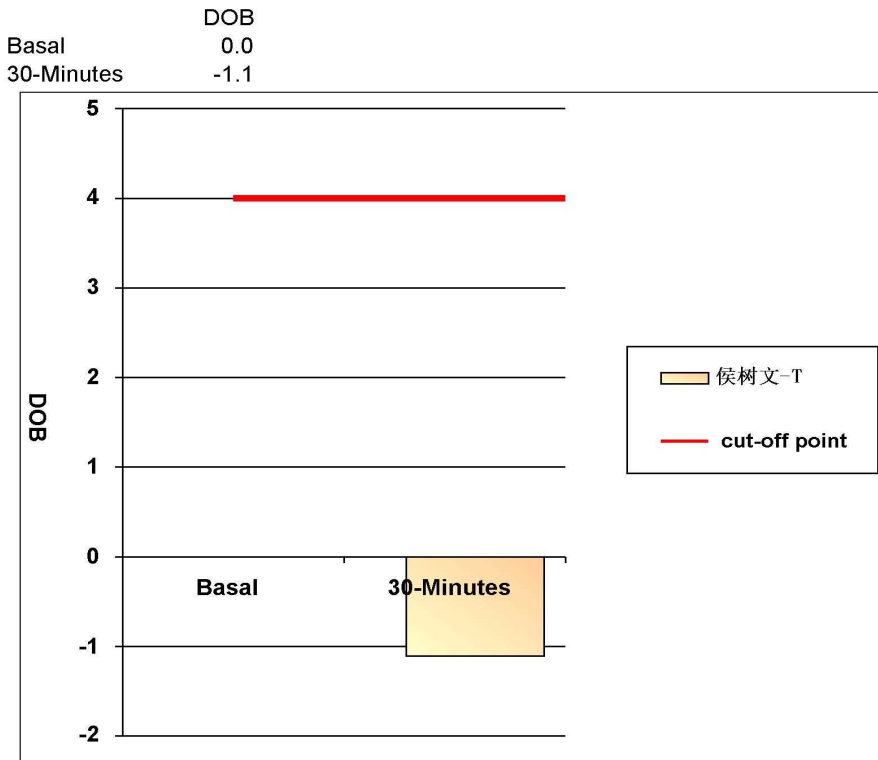 DOB
Basal 0.0
30-Minutes -1.1
5
4
3
2
1
0
-1
-2
DOB
Basal 30-Minutes
侯树文-T
cut-off point